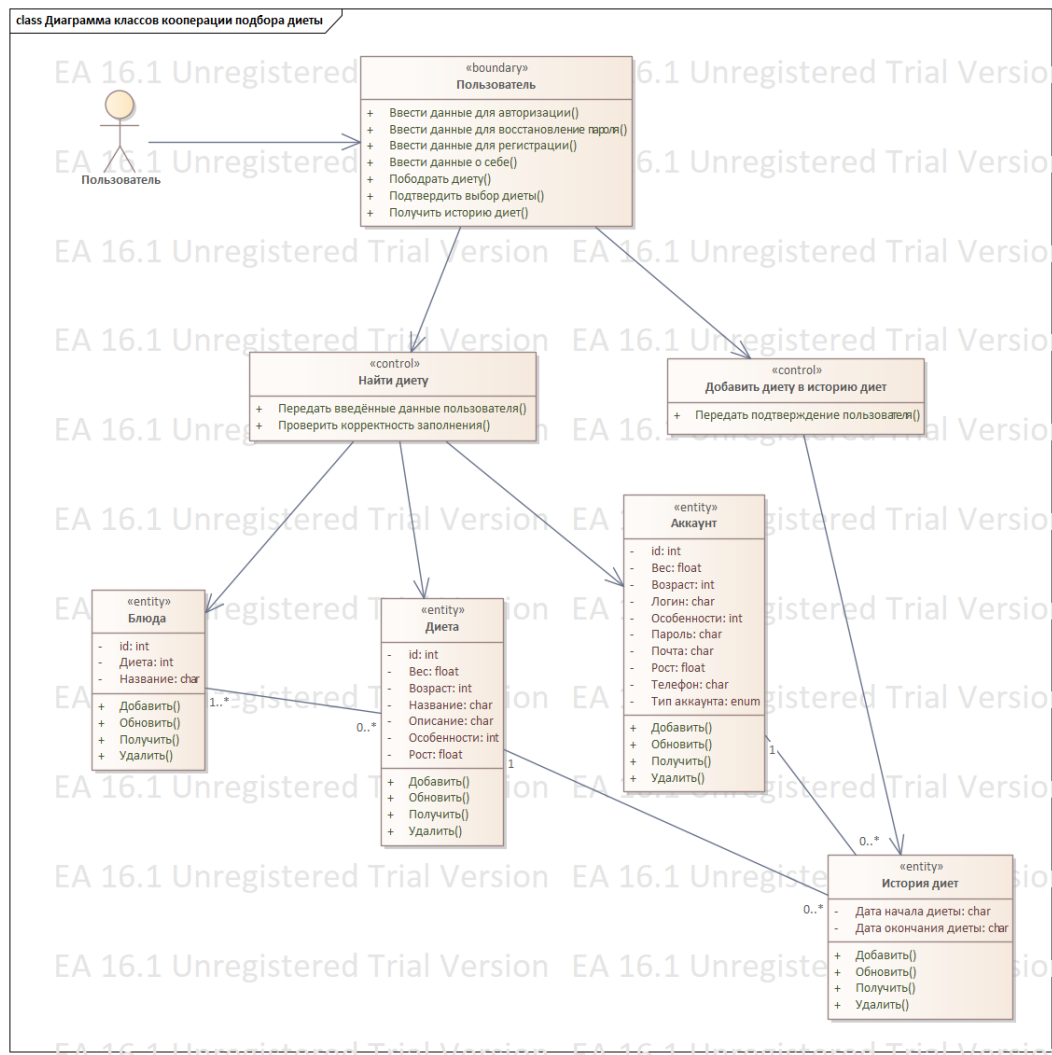 class Диаграмма классов кооперации подбора диеты
EA 16.1 Unregistered Trial Version
Пользователь
«boundary»
Пользователь
+ Ввести данные для авторизации()
+ Ввести данные для восстановление пароля()
+ Ввести данные для регистрации()
+ Ввести данные о себе()
+ Пободрать диету()
+ Подтвердить выбор диеты()
+ Получить историю диет()
«control»
Найти диету
+ Передать введённые данные пользователя()
+ Проверить корректность заполнения()
«control»
Добавить диету в историю диет
+ Передать подтверждение пользователя()
«entity»
Аккаунт
- id: int
- Вес: float
- Возраст: int
- Логин: char
- Особенности: int
- Пароль: char
- Почта: char
- Рост: float
- Телефон: char
- Тип аккаунта: enum
+ Добавить()
+ Обновить()
+ Получить()
+ Удалить()
«entity»
Блюда
- id: int
- Диета: int
- Название: char
+ Добавить()
+ Обновить()
+ Получить()
+ Удалить()
1..*
0..*
«entity»
Диета
- id: int
- Вес: float
- Возраст: int
- Название: char
- Описание: char
- Особенности: int
- Рост: float
+ Добавить()
+ Обновить()
+ Получить()
+ Удалить()
1
0..*
1
0..*
«entity»
История диет
- Дата начала диеты: char
- Дата окончания диеты: char
+ Добавить()
+ Обновить()
+ Получить()
+ Удалить()